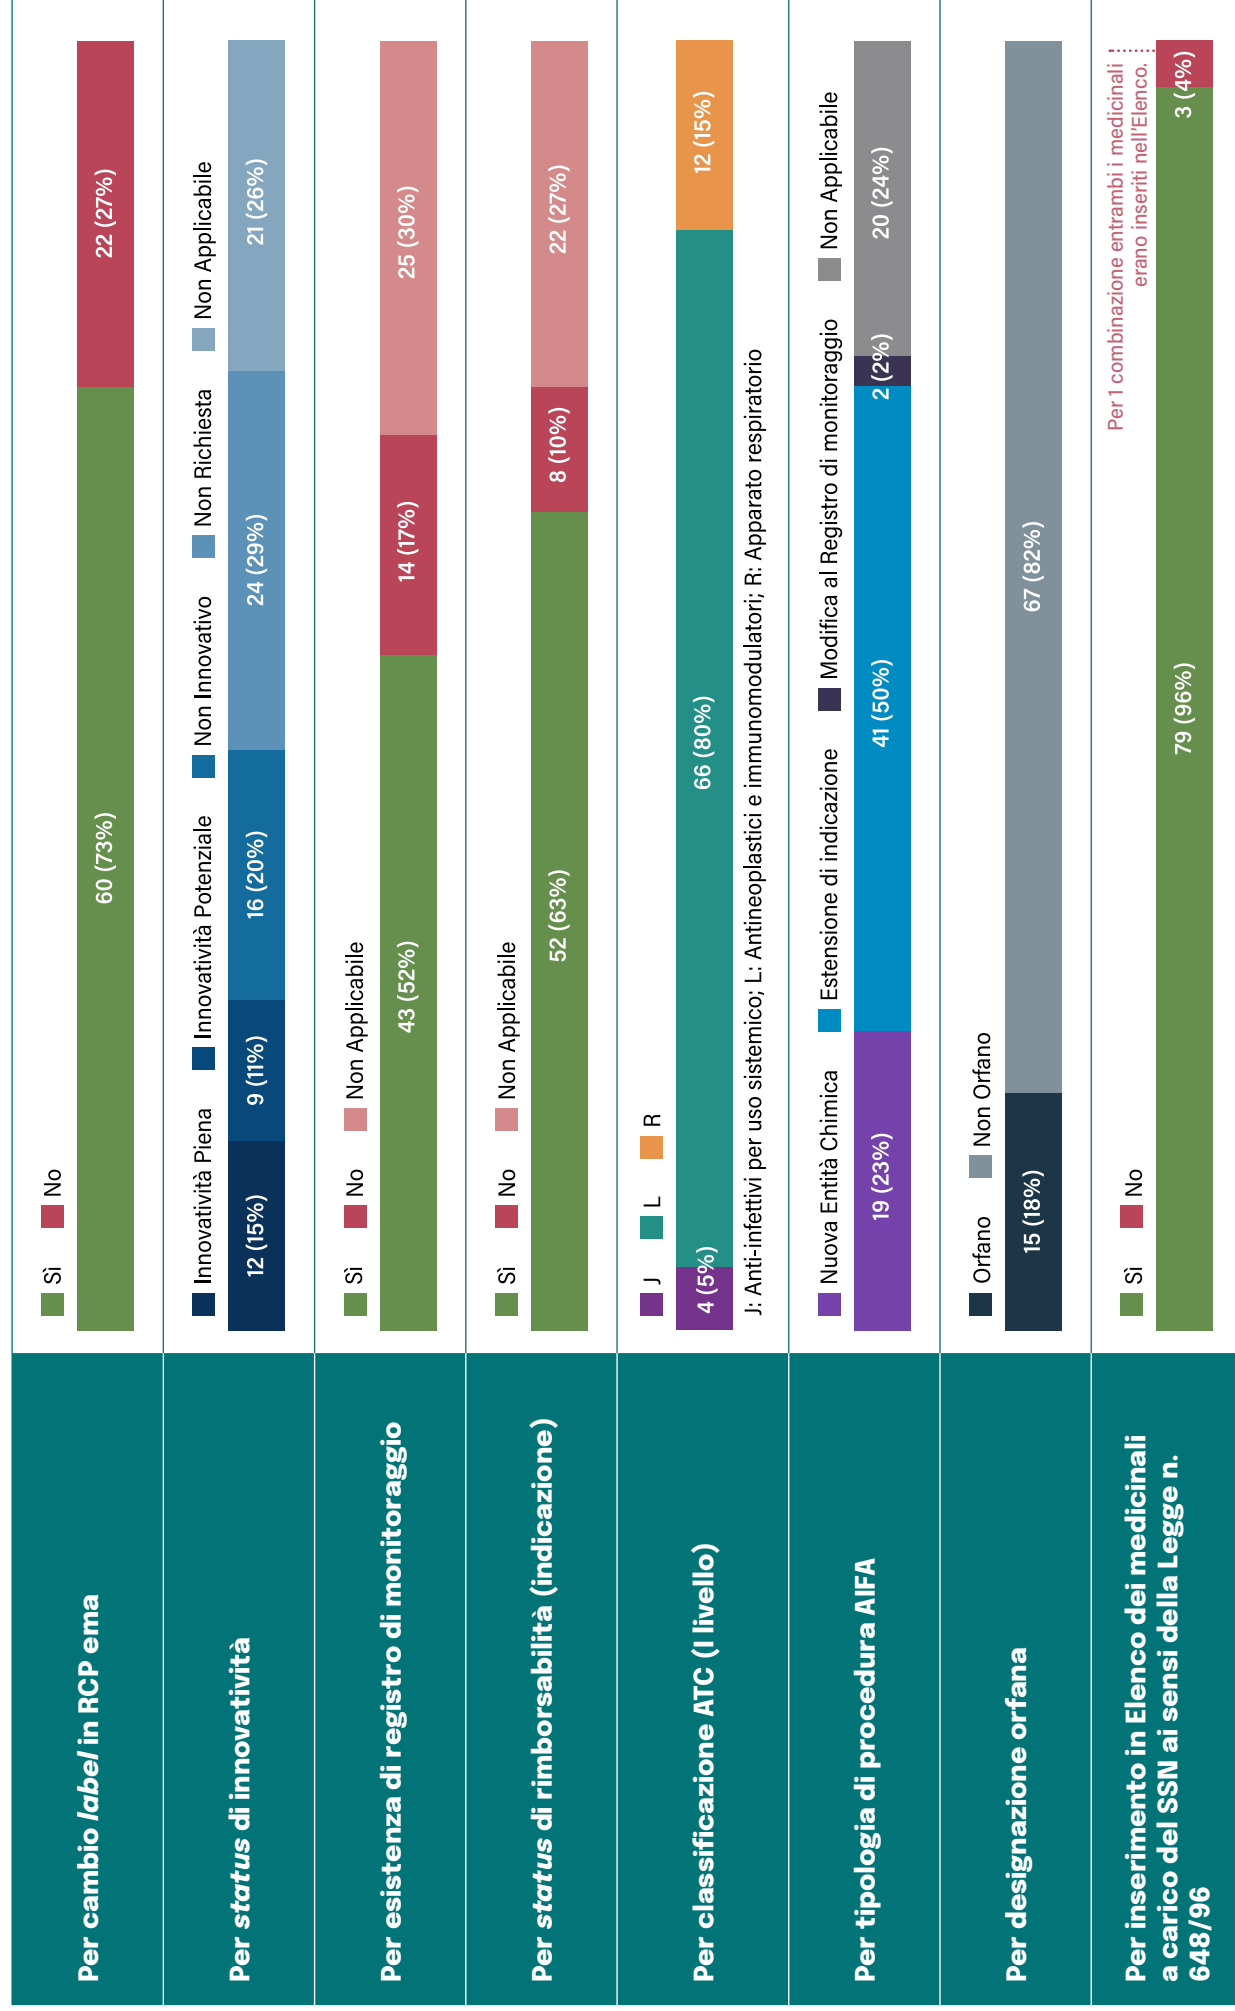 Per cambio label in RCP ema
Sì No
60 (73%) 22 (27%)
Per status di innovatività
Innovatività Piena Innovatività Potenziale Non Innovativo Non Richiesta Non Applicabile
12 (15%) 9 (11%) 16 (20%) 24 (29%) 21 (26%)
Per esistenza di registro di monitoraggio
Sì No Non Applicabile
43 (52%) 14 (17%) 25 (30%)
Per status di rimborsabilità (indicazione)
Sì No Non Applicabile
52 (63%) 8 (10%) 22 (27%)
Per classificazione ATC (I livello)
J L R
4 (5%) 66 (80%) 12 (15%)
J: Anti-infettivi per uso sistemico; L: Antineoplastici e immunomodulatori; R: Apparato respiratorio
Per tipologia di procedura AIFA
Nuova Entità Chimica Estensione di indicazione Modifica al Registro di monitoraggio Non Applicabile
19 (23%) 41 (50%) 2 (2%) 20 (24%)
Per designazione orfana
Orfano Non Orfano
15 (18%) 67 (82%)
Per inserimento in Elenco dei medicinali
a carico del SSN ai sensi della Legge n.
648/96
Sì No
Per 1 combinazione entrambi i medicinali
erano inseriti nell'Elenco.
79 (96%) 3 (4%)